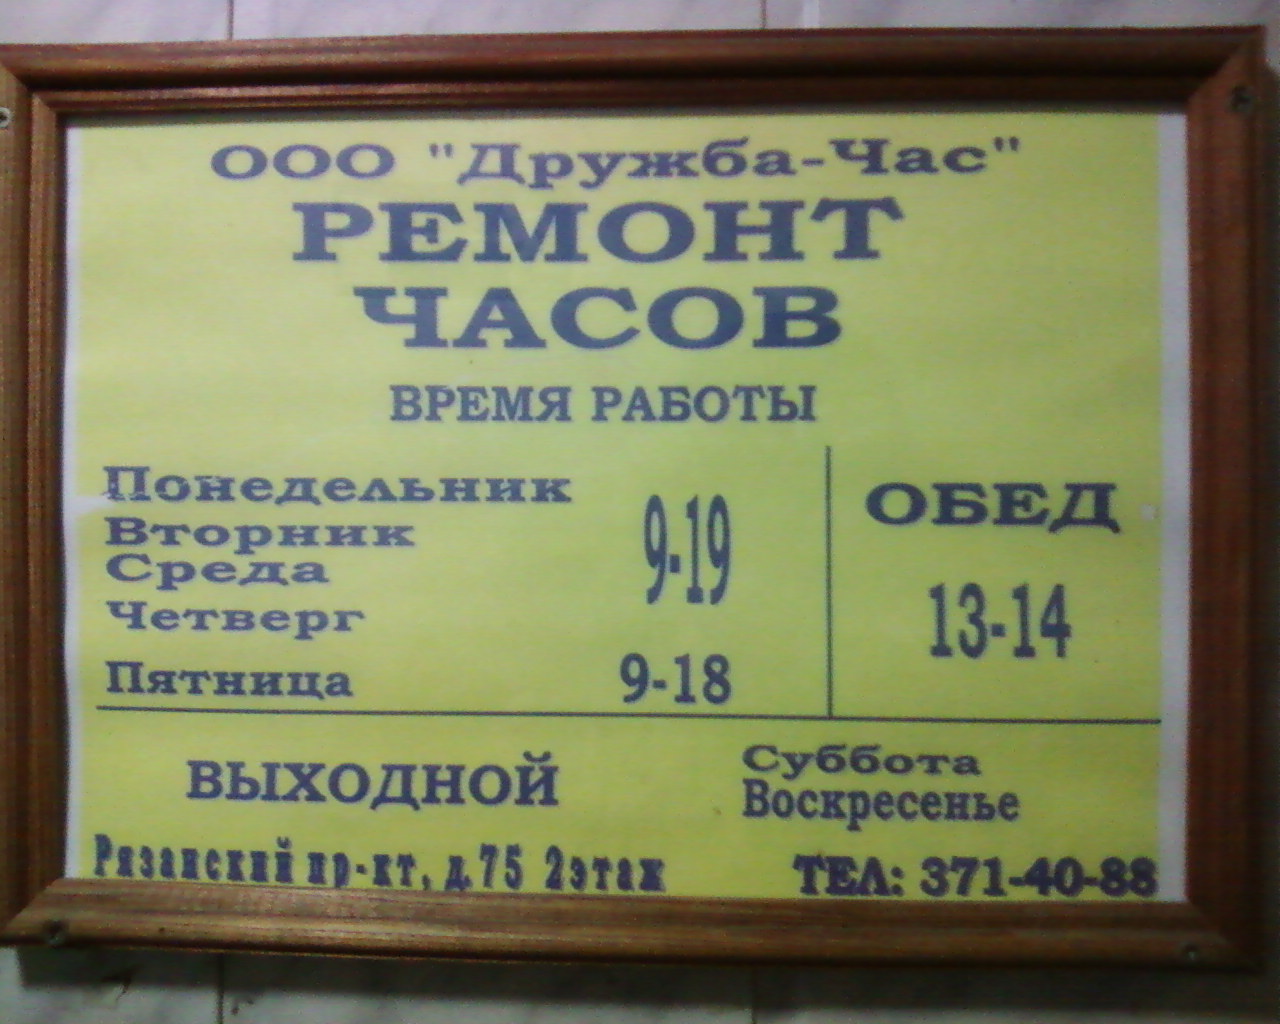 ООО "Дружба-Час"
РЕМОНТ
ЧАСОВ
ВРЕМЯ РАБОТЫ
Понедельник
Вторник
Среда
Четверг
9-19
Пятница 9-18
ОБЕД
13-14
ВЫХОДНОЙ
Суббота
Воскресенье
Рязанский пр-кт, д.75 2этаж
ТЕЛ: 371-40-88